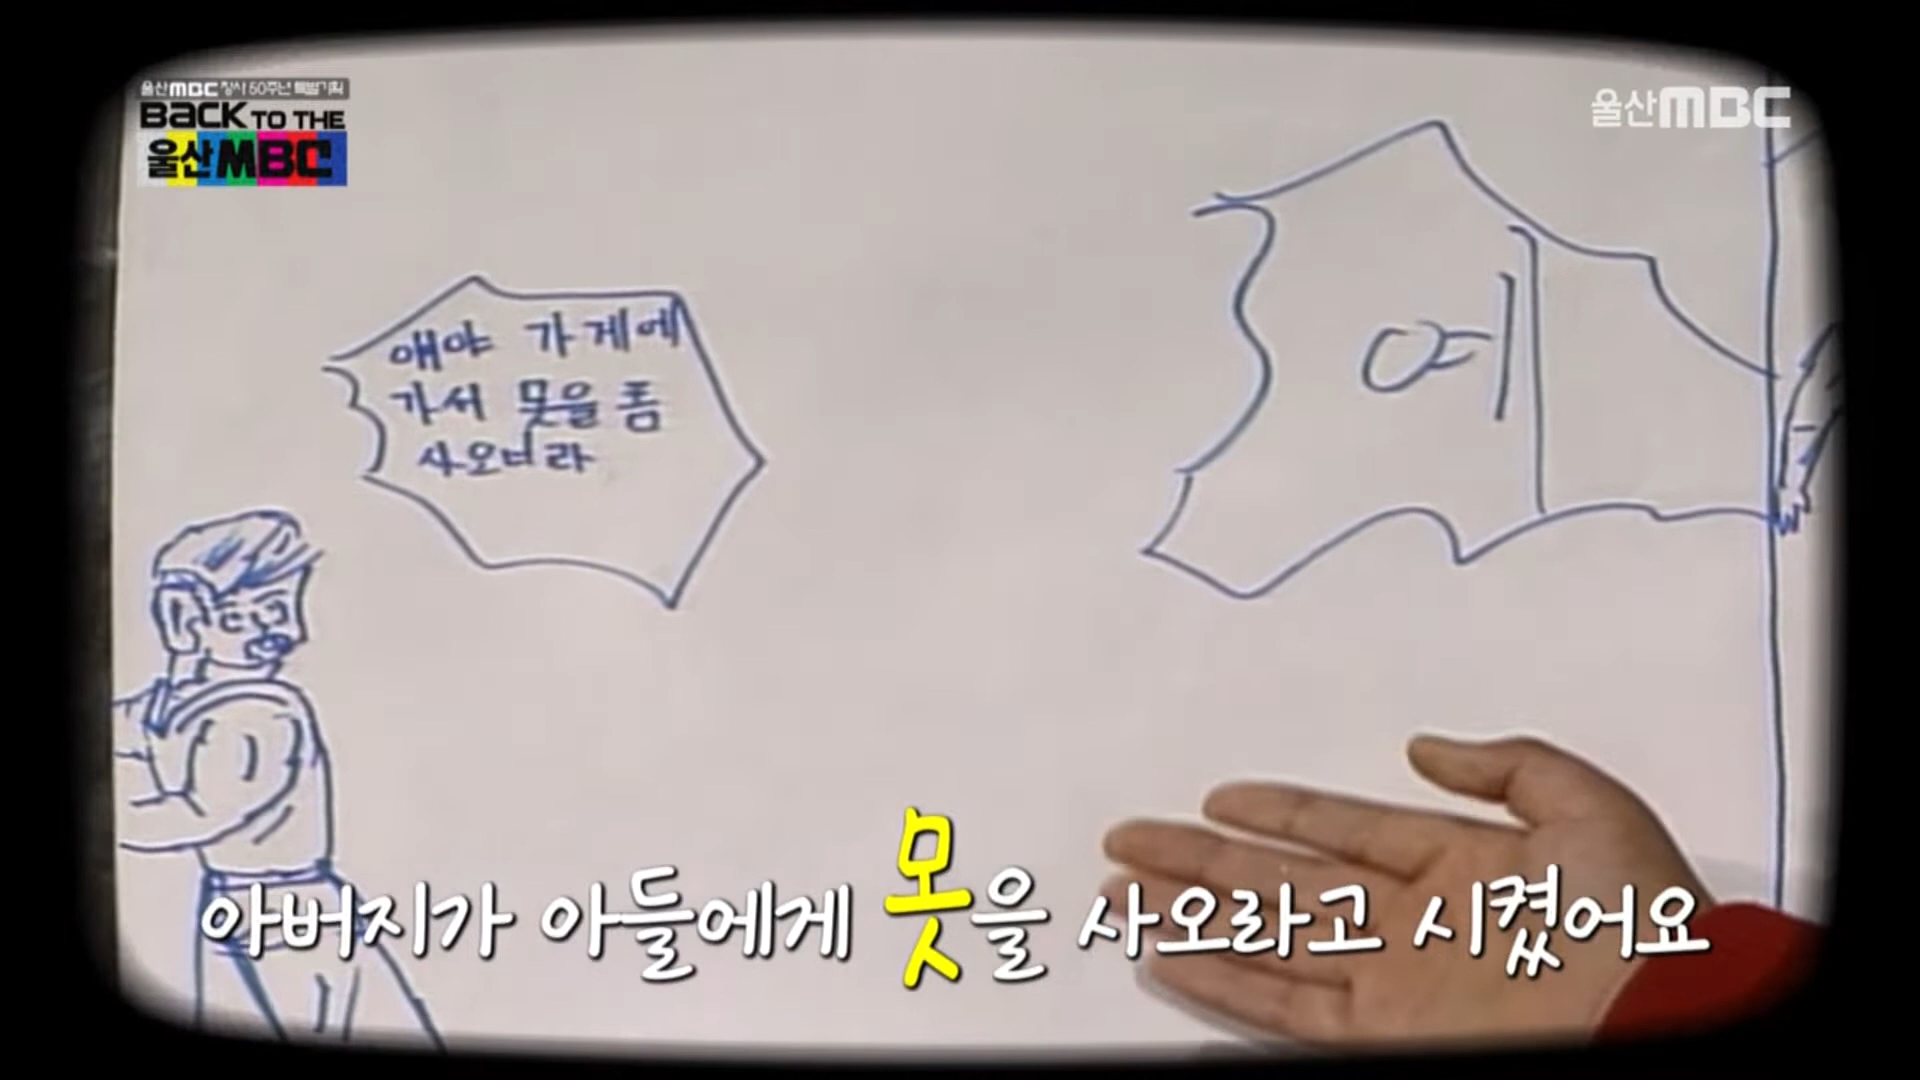 울산MBC 창사 50주년 특별기획
BACK TO THE
울산MBC
울산MBC
얘야 가게에
가서 못을 좀
사오너라
예
아버지가 아들에게 못을 사오라고 시켰어요